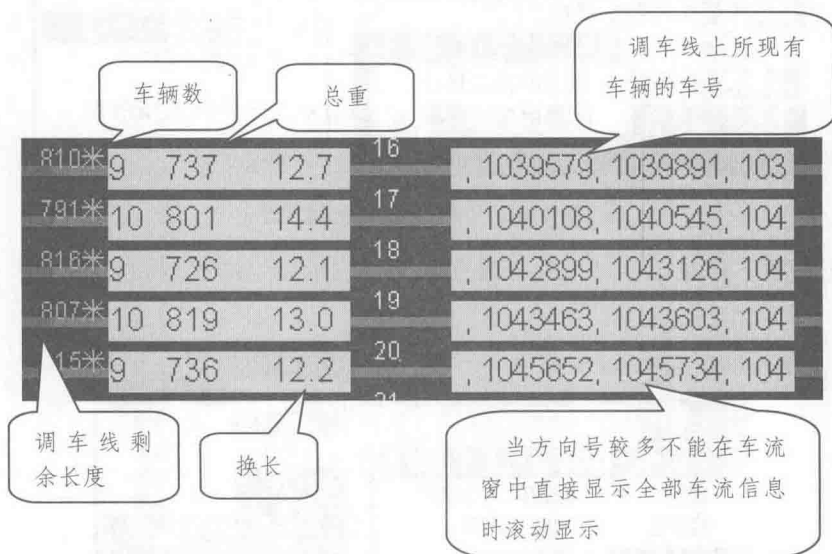 车辆数
总重
调车线上所现有
车辆的车号
810米 9 737 12.7 16 , 1039579, 1039891, 103
791米 10 801 14.4 17 , 1040108, 1040545, 104
816米 9 726 12.1 18 , 1042899, 1043126, 104
807米 10 819 13.0 19 , 1043463, 1043603, 104
15米 9 736 12.2 20 , 1045652, 1045734, 104
21
调车线剩
余长度
换长
当方向号较多不能在车流
窗中直接显示全部车流信息
时滚动显示